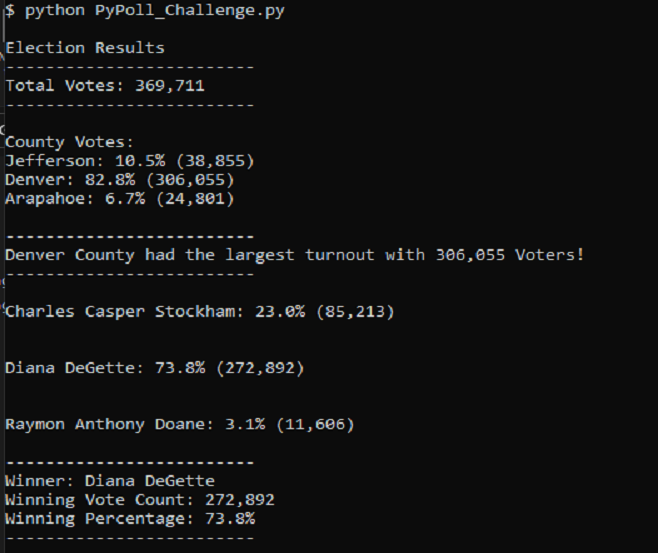 $ python PyPoll_Challenge.py
Election Results
-------------------------
Total Votes: 369,711
-------------------------
County Votes:
Jefferson: 10.5% (38,855)
Denver: 82.8% (306,055)
Arapahoe: 6.7% (24,801)
-------------------------
Denver County had the largest turnout with 306,055 Voters!
-------------------------
Charles Casper Stockham: 23.0% (85,213)
Diana DeGette: 73.8% (272,892)
Raymon Anthony Doane: 3.1% (11,606)
-------------------------
Winner: Diana DeGette
Winning Vote Count: 272,892
Winning Percentage: 73.8%
-------------------------